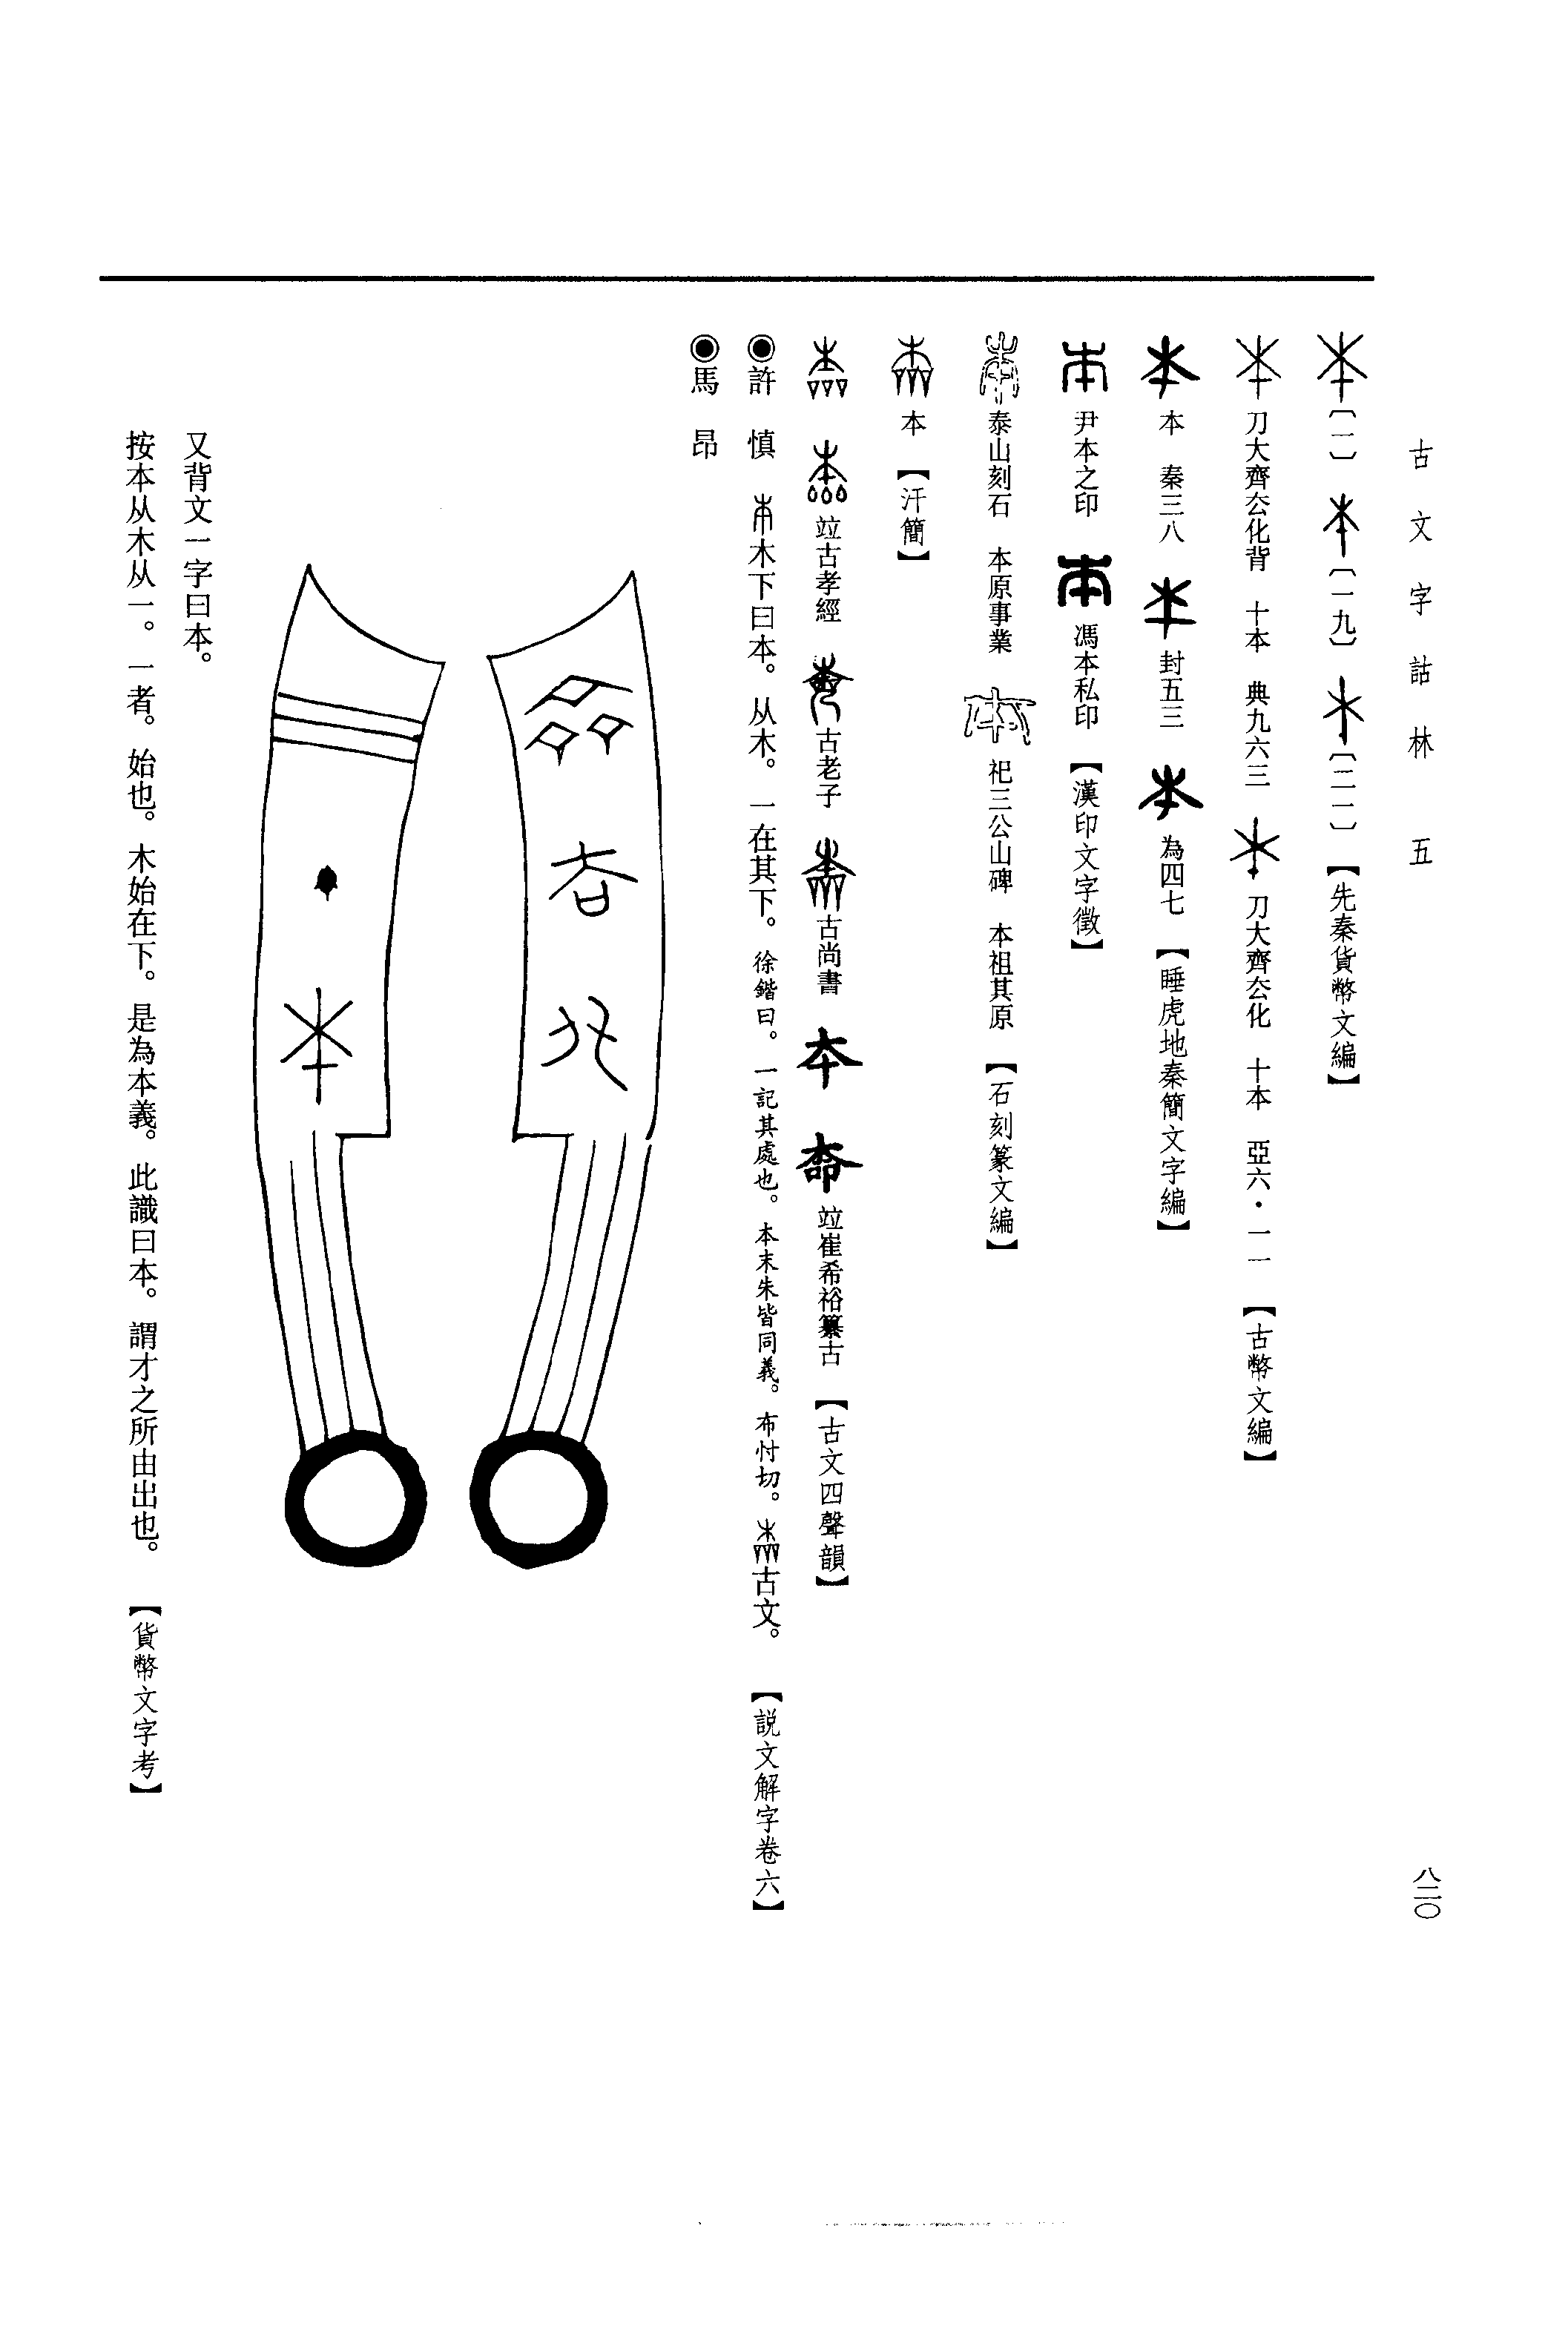 古文字詁林 五
八二〇
〔二〕 〔一九〕 〔二二〕 【先秦貨幣文編】
刀大齊厺化背 十本 典九六三 刀大齊厺化 十本 亞六・一一 【古幣文編】
本 秦三八 封五三 為四七 【睡虎地秦簡文字編】
尹本之印 馮本私印 【漢印文字徵】
泰山刻石 本原事業 祀三公山碑 本祖其原 【石刻篆文編】
本 【汗簡】
竝古孝經 古老子 古尚書 竝崔希裕纂古 【古文四聲韻】
◉許 慎 木下曰本。从木。一在其下。徐鍇曰。一記其處也。本末朱皆同義。布忖切。古文。 【説文解字卷六】
◉馬 昂
又背文一字曰本。
按本从木从一。一者。始也。木始在下。是為本義。此識曰本。謂才之所由出也。 【貨幣文字考】